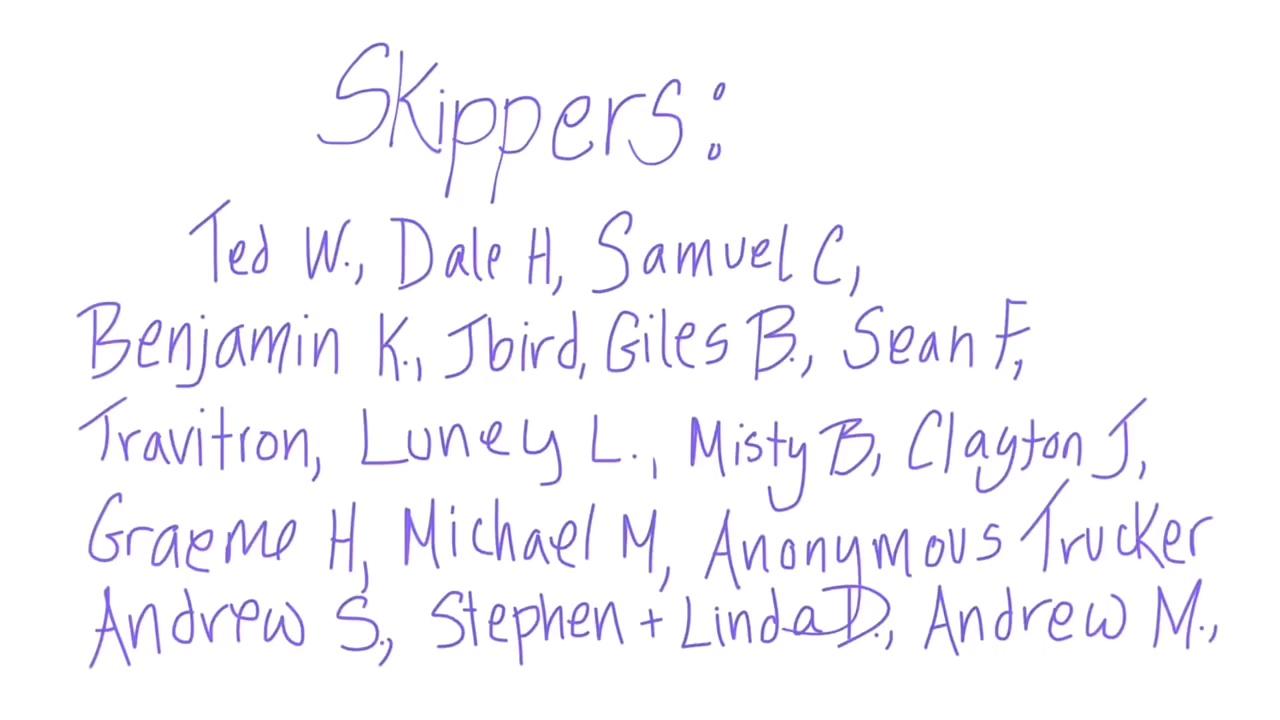 Skippers:
Ted W., Dale H, Samuel C,
Benjamin K., Jbird, Giles B., Sean F,
Travitron, Luney L., Misty B, Clayton J,
Graeme H, Michael M, Anonymous Trucker
Andrew S., Stephen + Linda D., Andrew M.,